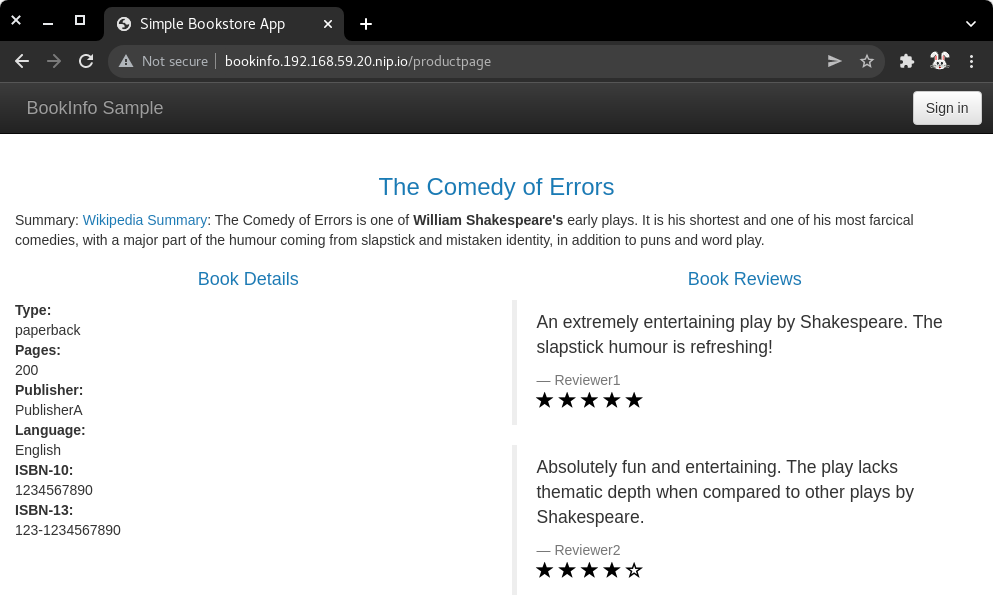 Simple Bookstore App
Not secure
bookinfo.192.168.59.20.nip.io/productpage
BookInfo Sample
Sign in
The Comedy of Errors
Summary: Wikipedia Summary: The Comedy of Errors is one of William Shakespeare's early plays. It is his shortest and one of his most farcical
comedies, with a major part of the humour coming from slapstick and mistaken identity, in addition to puns and word play.
Book Details
Type:
paperback
Pages:
200
Publisher:
PublisherA
Language:
English
ISBN-10:
1234567890
ISBN-13:
123-1234567890
Book Reviews
An extremely entertaining play by Shakespeare. The
slapstick humour is refreshing!
— Reviewer1
Absolutely fun and entertaining. The play lacks
thematic depth when compared to other plays by
Shakespeare.
— Reviewer2